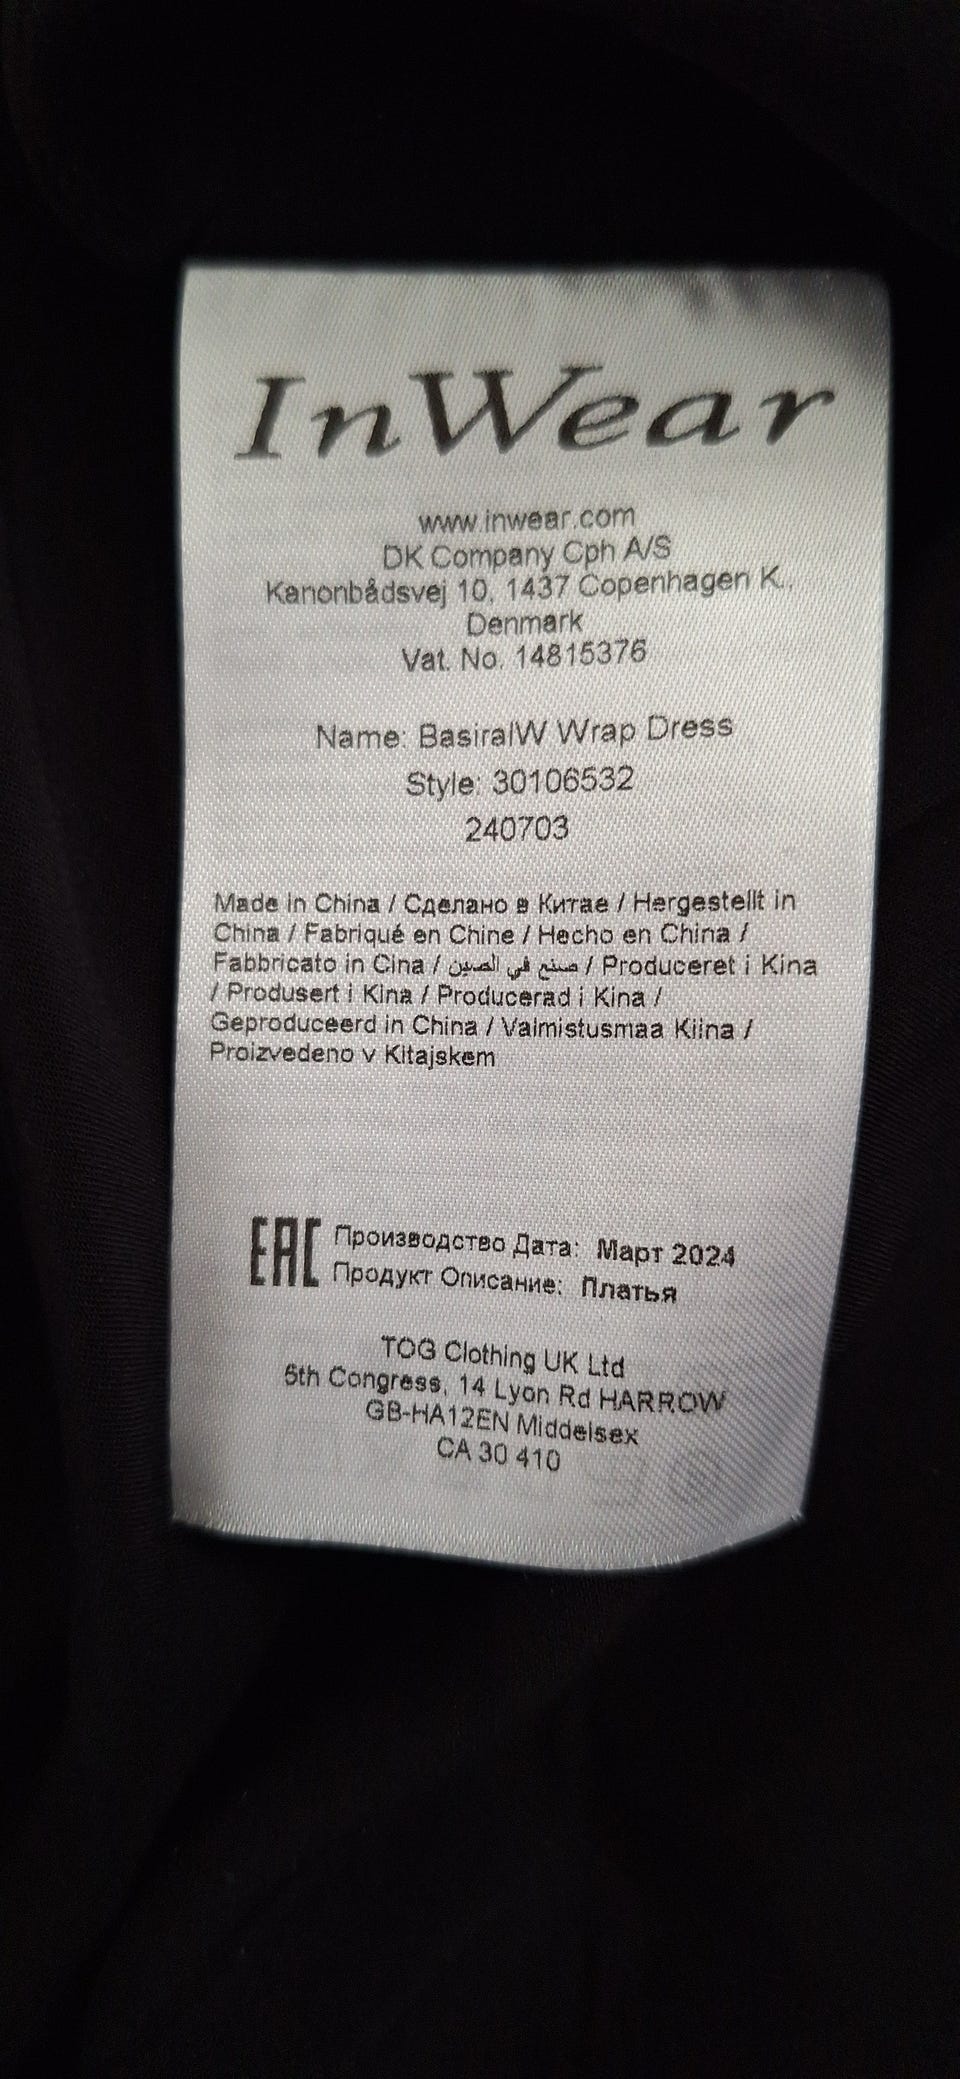 InWear
www.inwear.com
DK Company Cph A/S
Kanonbådsvej 10, 1437 Copenhagen K.,
Denmark
Vat. No. 14815376
Name: BasiraIW Wrap Dress
Style: 30106532
240703
Made in China / Сделано в Китае / Hergestellt in
China / Fabriqué en Chine / Hecho en China /
Fabbricato in Cina / صنع في الصين / Produceret i Kina
/ Produsert i Kina / Producerad i Kina /
Geproduceerd in China / Valmistusmaa Kiina /
Proizvedeno v Kitajskem
EAC Производство Дата: Март 2024
Продукт Описание: Платья
TOG Clothing UK Ltd
5th Congress, 14 Lyon Rd HARROW
GB-HA12EN Middelsex
CA 30 410